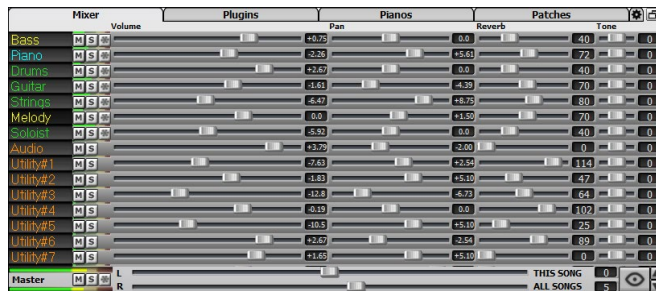 Mixer Plugins Pianos Patches
Volume Pan Reverb Tone
Bass M S +0.75 0.0 40 0
Piano M S -2.26 +5.61 72 0
Drums M S +2.67 0.0 40 0
Guitar M S -1.61 -4.39 70 0
Strings M S -6.47 +8.75 80 0
Melody M S 0.0 +1.50 70 0
Soloist M S -5.92 0.0 40 0
Audio M S +3.79 -2.00 0 0
Utility#1 M S -7.63 +2.54 114 0
Utility#2 M S -1.83 +5.10 47 0
Utility#3 M S -12.8 -6.73 64 0
Utility#4 M S -0.19 0.0 102 0
Utility#5 M S -10.5 +5.10 25 0
Utility#6 M S +2.67 -2.54 89 0
Utility#7 M S +1.65 +5.10 0 0
Master M S L THIS SONG 0
R ALL SONGS 5